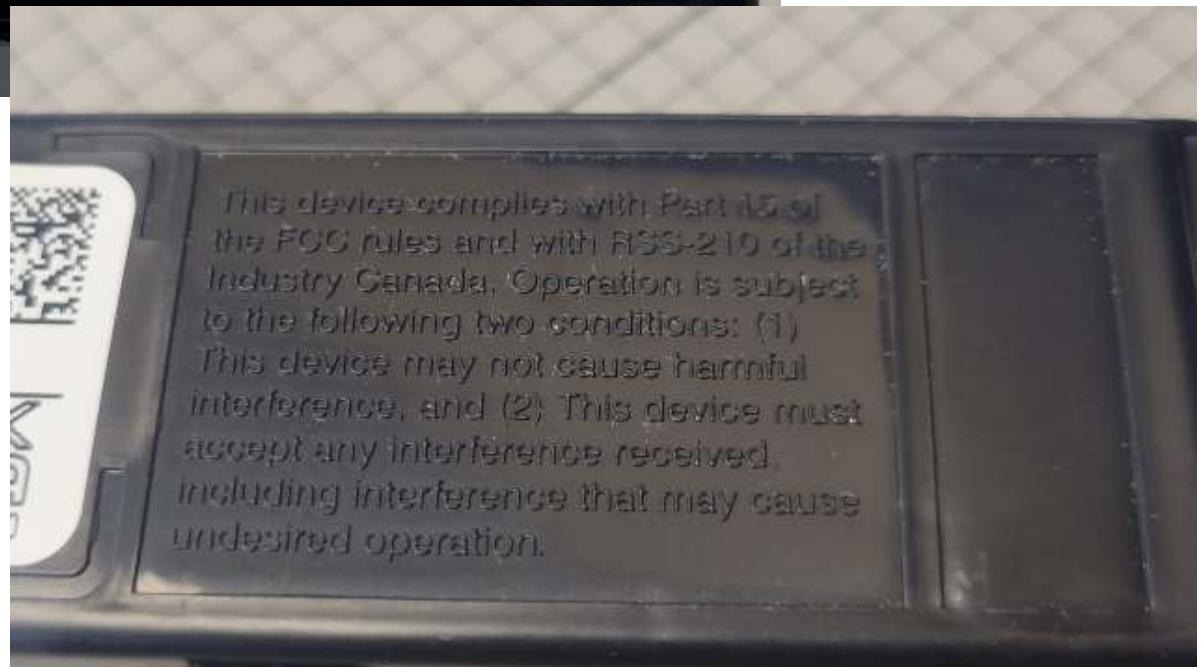 This device complies with Part 15 of
the FCC rules and with RSS-210 of the
Industry Canada. Operation is subject
to the following two conditions: (1)
This device may not cause harmful
interference, and (2) This device must
accept any interference received,
including interference that may cause
undesired operation.